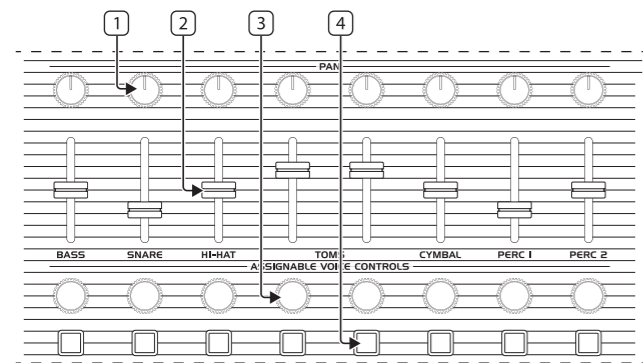 1 2 3 4
PAN
BASS SNARE HI-HAT TOMS CYMBAL PERC 1 PERC 2
ASSIGNABLE VOICE CONTROLS